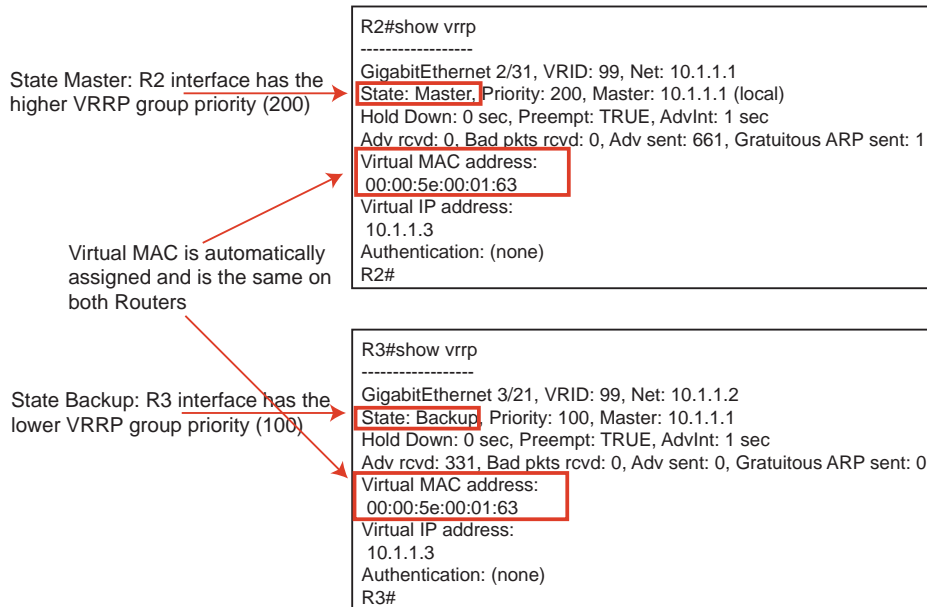 State Master: R2 interface has the
higher VRRP group priority (200)
R2#show vrrp
------------------
GigabitEthernet 2/31, VRID: 99, Net: 10.1.1.1
State: Master, Priority: 200, Master: 10.1.1.1 (local)
Hold Down: 0 sec, Preempt: TRUE, AdvInt: 1 sec
Adv rcvd: 0, Bad pkts rcvd: 0, Adv sent: 661, Gratuitous ARP sent: 1
Virtual MAC address:
00:00:5e:00:01:63
Virtual IP address:
10.1.1.3
Authentication: (none)
R2#
Virtual MAC is automatically
assigned and is the same on
both Routers
State Backup: R3 interface has the
lower VRRP group priority (100)
R3#show vrrp
------------------
GigabitEthernet 3/21, VRID: 99, Net: 10.1.1.2
State: Backup, Priority: 100, Master: 10.1.1.1
Hold Down: 0 sec, Preempt: TRUE, AdvInt: 1 sec
Adv rcvd: 331, Bad pkts rcvd: 0, Adv sent: 0, Gratuitous ARP sent: 0
Virtual MAC address:
00:00:5e:00:01:63
Virtual IP address:
10.1.1.3
Authentication: (none)
R3#